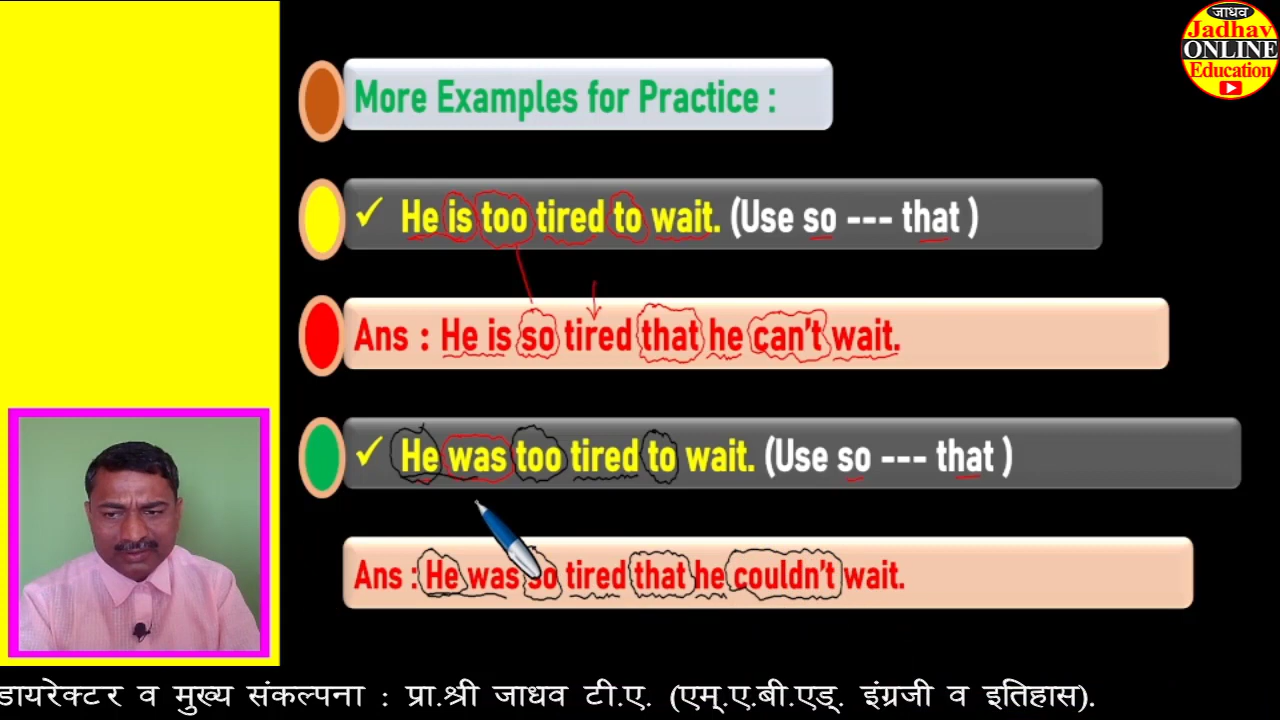 जाधव
Jadhav
ONLINE
Education
More Examples for Practice :
✓ He is too tired to wait. (Use so --- that )
Ans : He is so tired that he can't wait.
✓ He was too tired to wait. (Use so --- that )
Ans : He was so tired that he couldn't wait.
डायरेक्टर व मुख्य संकल्पना : प्रा.श्री जाधव टी.ए. (एम्.ए.बी.एड्. इंग्रजी व इतिहास).